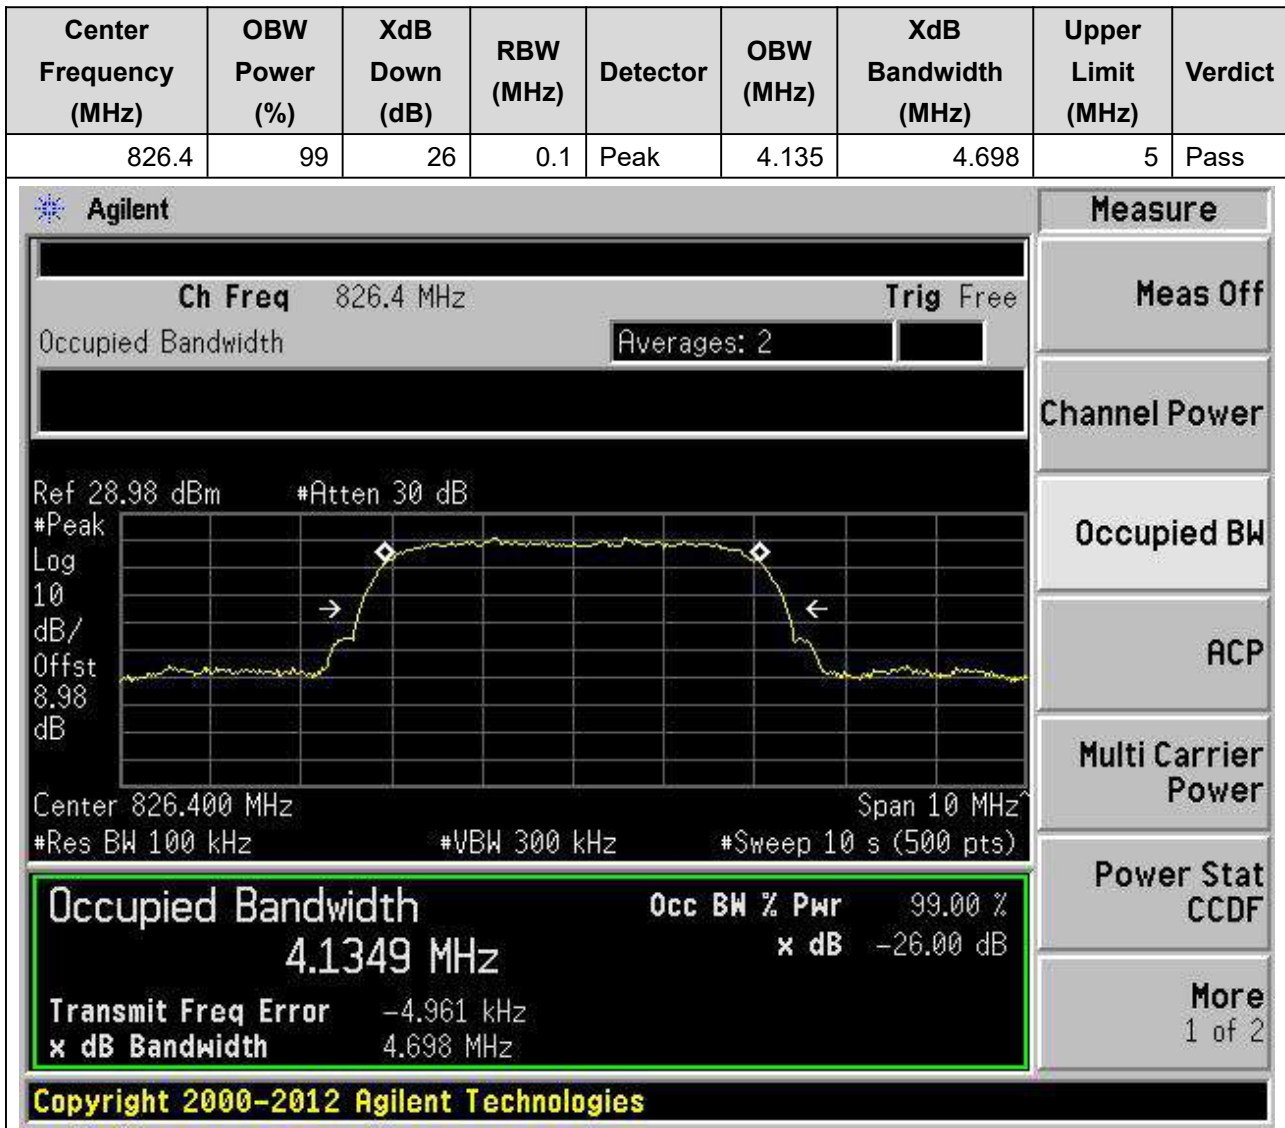 Center Frequency (MHz) OBW Power (%) XdB Down (dB) RBW (MHz) Detector OBW (MHz) XdB Bandwidth (MHz) Upper Limit (MHz) Verdict
826.4 99 26 0.1 Peak 4.135 4.698 5 Pass
Agilent
Measure
Ch Freq 826.4 MHz Trig Free
Occupied Bandwidth Averages: 2
Meas Off
Channel Power
Occupied BW
ACP
Multi Carrier
Power
Power Stat
CCDF
More
1 of 2
Ref 28.98 dBm #Atten 30 dB
#Peak
Log
10
dB/
Offst
8.98
dB
Center 826.400 MHz Span 10 MHz^
#Res BW 100 kHz #VBW 300 kHz #Sweep 10 s (500 pts)
Occupied Bandwidth Occ BW % Pwr 99.00 %
4.1349 MHz x dB -26.00 dB
Transmit Freq Error -4.961 kHz
x dB Bandwidth 4.698 MHz
Copyright 2000-2012 Agilent Technologies